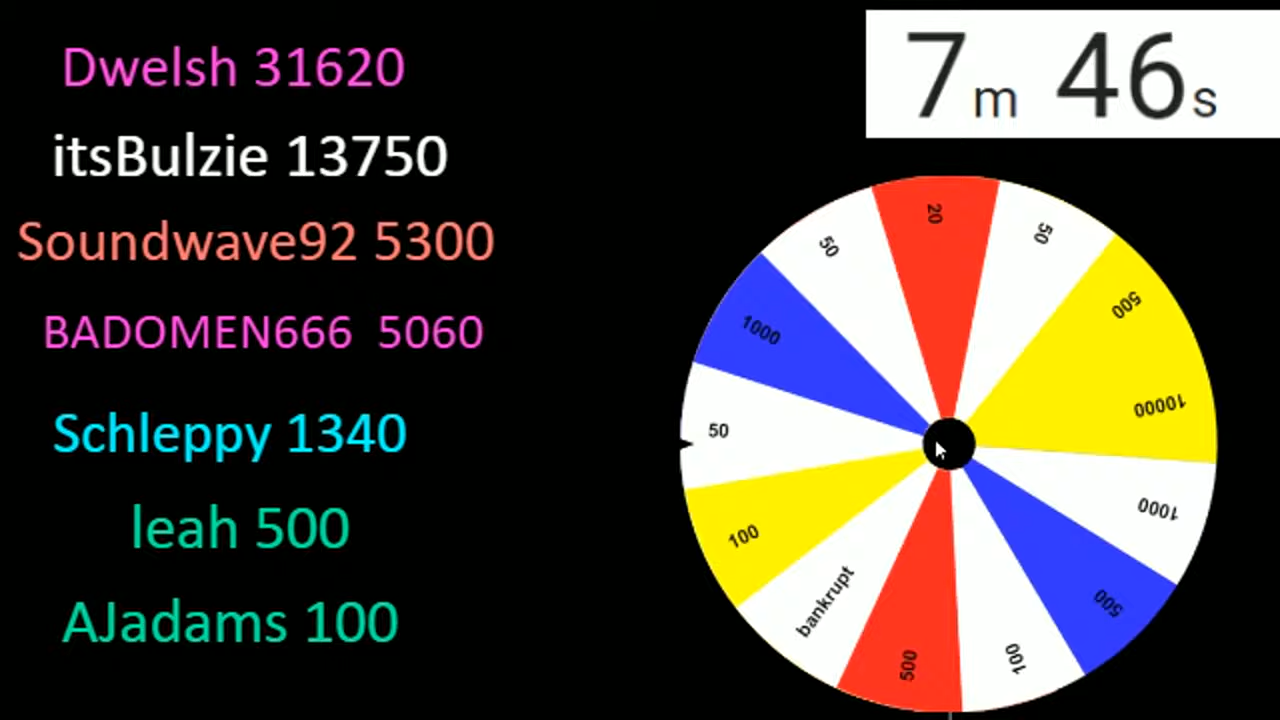 Dwelsh 31620
itsBulzie 13750
Soundwave92 5300
BADOMEN666 5060
Schleppy 1340
leah 500
AJadams 100
7m 46s
20
50
500
10000
1000
500
100
500
bankrupt
100
50
1000
50